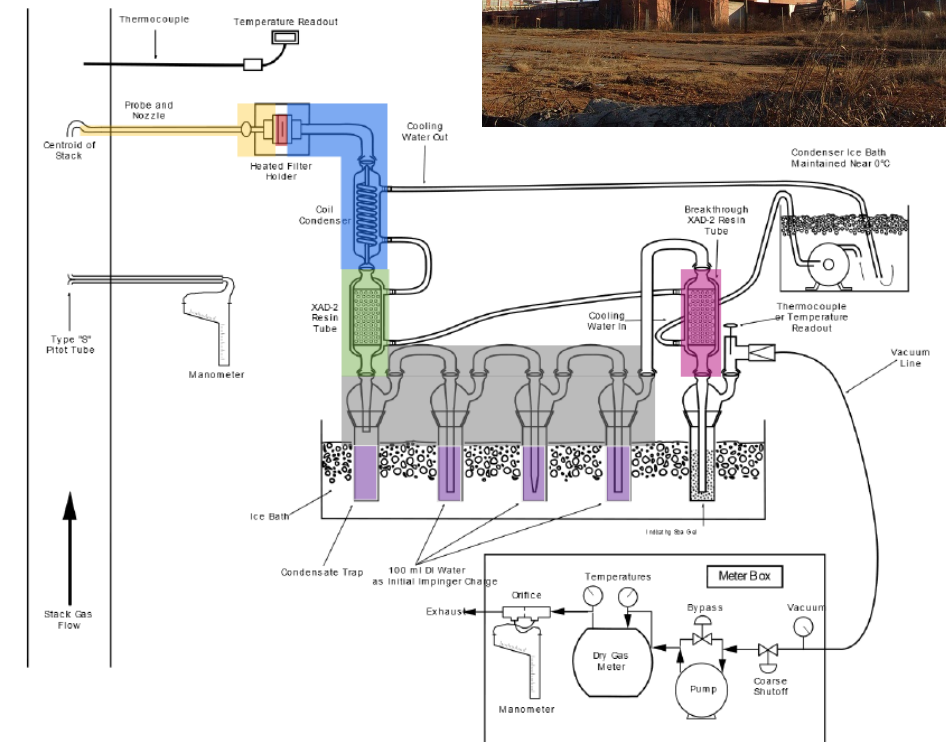 Thermocouple
Temperature Readout
Probe and
Nozzle
Centroid of
Stack
Heated Filter
Holder
Cooling
Water Out
Condenser Ice Bath
Maintained Near 0°C
Coil
Condenser
Breakthrough
XAD-2 Resin
Tube
XAD-2
Resin
Tube
Cooling
Water In
Thermocouple
or Temperature
Readout
Type "S"
Pitot Tube
Manometer
Vacuum
Line
Ice Bath
Condensate Trap
100 ml DI Water
as Initial Impinger Charge
Stack Gas
Flow
Meter Box
Temperatures
Orifice
Exhaust
Bypass
Vacuum
Dry Gas
Meter
Pump
Coarse
Shutoff
Manometer